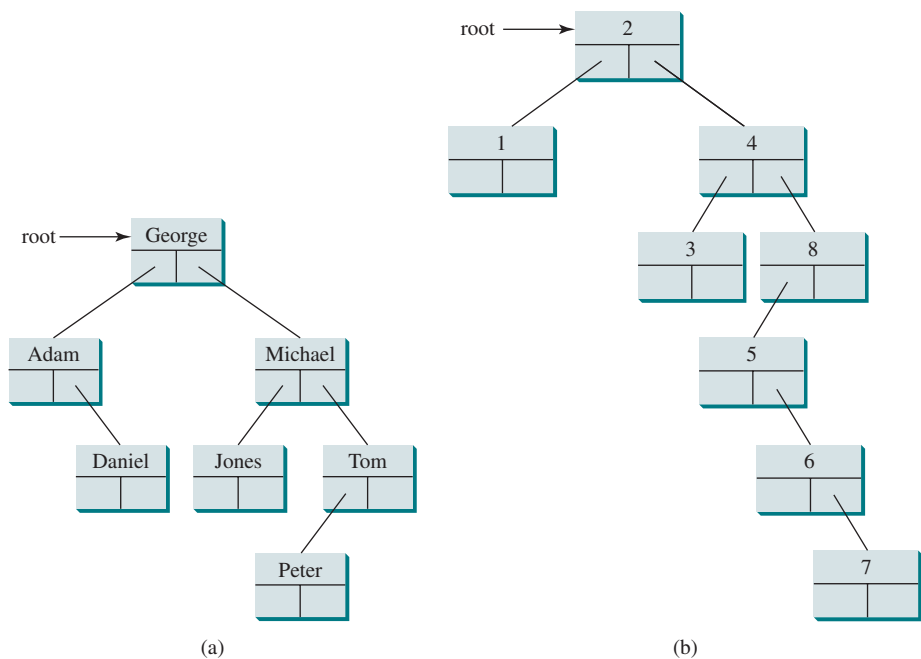 root
George
Adam
Michael
Daniel
Jones
Tom
Peter
(a)
root
2
1
4
3
8
5
6
7
(b)